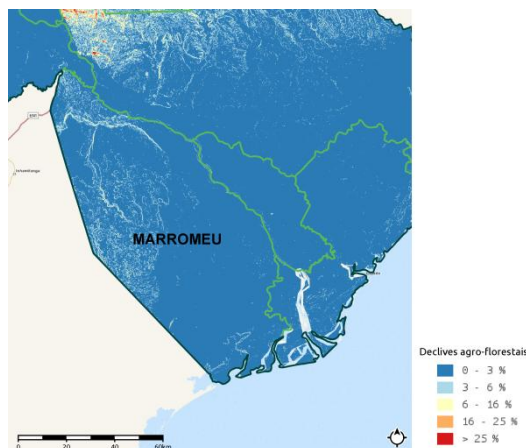 MARROMEU
Declives agro-florestais
0 - 3 %
3 - 6 %
6 - 16 %
16 - 25 %
> 25 %
0 20 40 60km